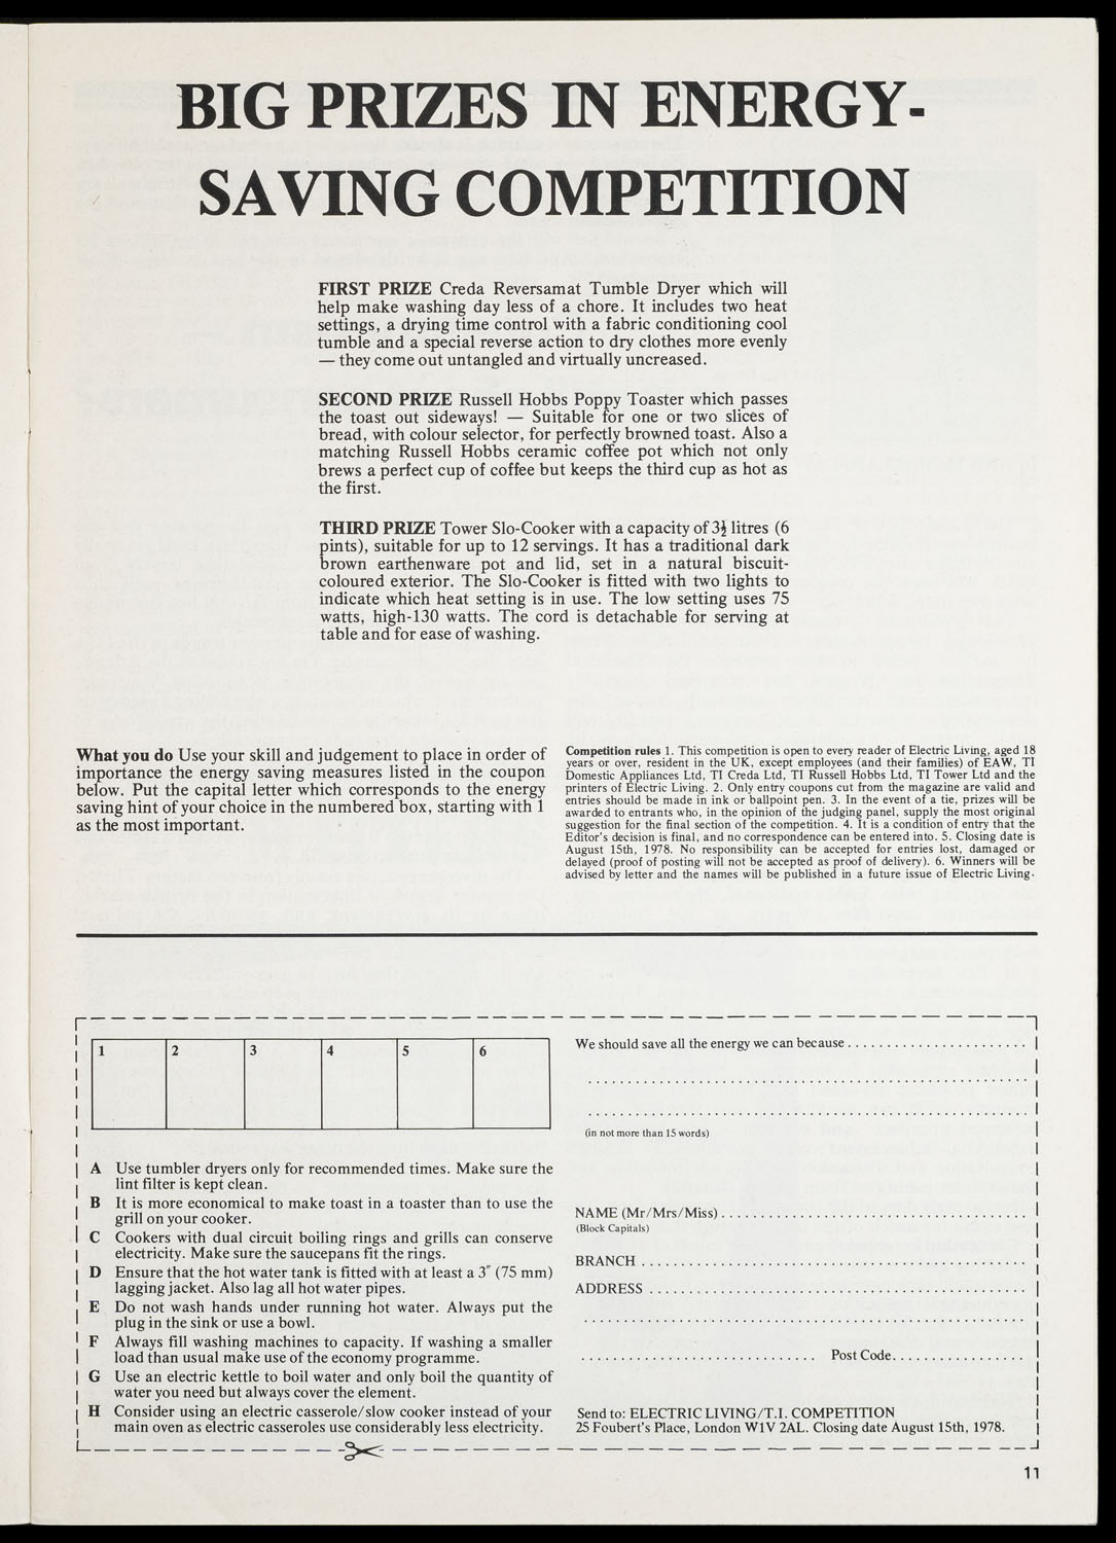 BIG PRIZES IN ENERGY-
SAVING COMPETITION
FIRST PRIZE Creda Reversamat Tumble Dryer which will
help make washing day less of a chore. It includes two heat
settings, a drying time control with a fabric conditioning cool
tumble and a special reverse action to dry clothes more evenly
— they come out untangled and virtually uncreased.
SECOND PRIZE Russell Hobbs Poppy Toaster which passes
the toast out sideways! — Suitable for one or two slices of
bread, with colour selector, for perfectly browned toast. Also a
matching Russell Hobbs ceramic coffee pot which not only
brews a perfect cup of coffee but keeps the third cup as hot as
the first.
THIRD PRIZE Tower Slo-Cooker with a capacity of 3½ litres (6
pints), suitable for up to 12 servings. It has a traditional dark
brown earthenware pot and lid, set in a natural biscuit-
coloured exterior. The Slo-Cooker is fitted with two lights to
indicate which heat setting is in use. The low setting uses 75
watts, high-130 watts. The cord is detachable for serving at
table and for ease of washing.
What you do Use your skill and judgement to place in order of
importance the energy saving measures listed in the coupon
below. Put the capital letter which corresponds to the energy
saving hint of your choice in the numbered box, starting with 1
as the most important.
Competition rules 1. This competition is open to every reader of Electric Living, aged 18
years or over, resident in the UK, except employees (and their families) of EAW, TI
Domestic Appliances Ltd, TI Creda Ltd, TI Russell Hobbs Ltd, TI Tower Ltd and the
printers of Electric Living. 2. Only entry coupons cut from the magazine are valid and
entries should be made in ink or ballpoint pen. 3. In the event of a tie, prizes will be
awarded to entrants who, in the opinion of the judging panel, supply the most original
suggestion for the final section of the competition. 4. It is a condition of entry that the
Editor's decision is final, and no correspondence can be entered into. 5. Closing date is
August 15th, 1978. No responsibility can be accepted for entries lost, damaged or
delayed (proof of posting will not be accepted as proof of delivery). 6. Winners will be
advised by letter and the names will be published in a future issue of Electric Living.
1 2 3 4 5 6
A Use tumbler dryers only for recommended times. Make sure the
lint filter is kept clean.
B It is more economical to make toast in a toaster than to use the
grill on your cooker.
C Cookers with dual circuit boiling rings and grills can conserve
electricity. Make sure the saucepans fit the rings.
D Ensure that the hot water tank is fitted with at least a 3″ (75 mm)
lagging jacket. Also lag all hot water pipes.
E Do not wash hands under running hot water. Always put the
plug in the sink or use a bowl.
F Always fill washing machines to capacity. If washing a smaller
load than usual make use of the economy programme.
G Use an electric kettle to boil water and only boil the quantity of
water you need but always cover the element.
H Consider using an electric casserole/slow cooker instead of your
main oven as electric casseroles use considerably less electricity.
We should save all the energy we can because .......................
........................................................
........................................................
(in not more than 15 words)
NAME (Mr/Mrs/Miss) .......................................
(Block Capitals)
BRANCH .................................................
ADDRESS ................................................
........................................................
.............................. Post Code.................
Send to: ELECTRIC LIVING/T.I. COMPETITION
25 Foubert's Place, London W1V 2AL. Closing date August 15th, 1978.
11